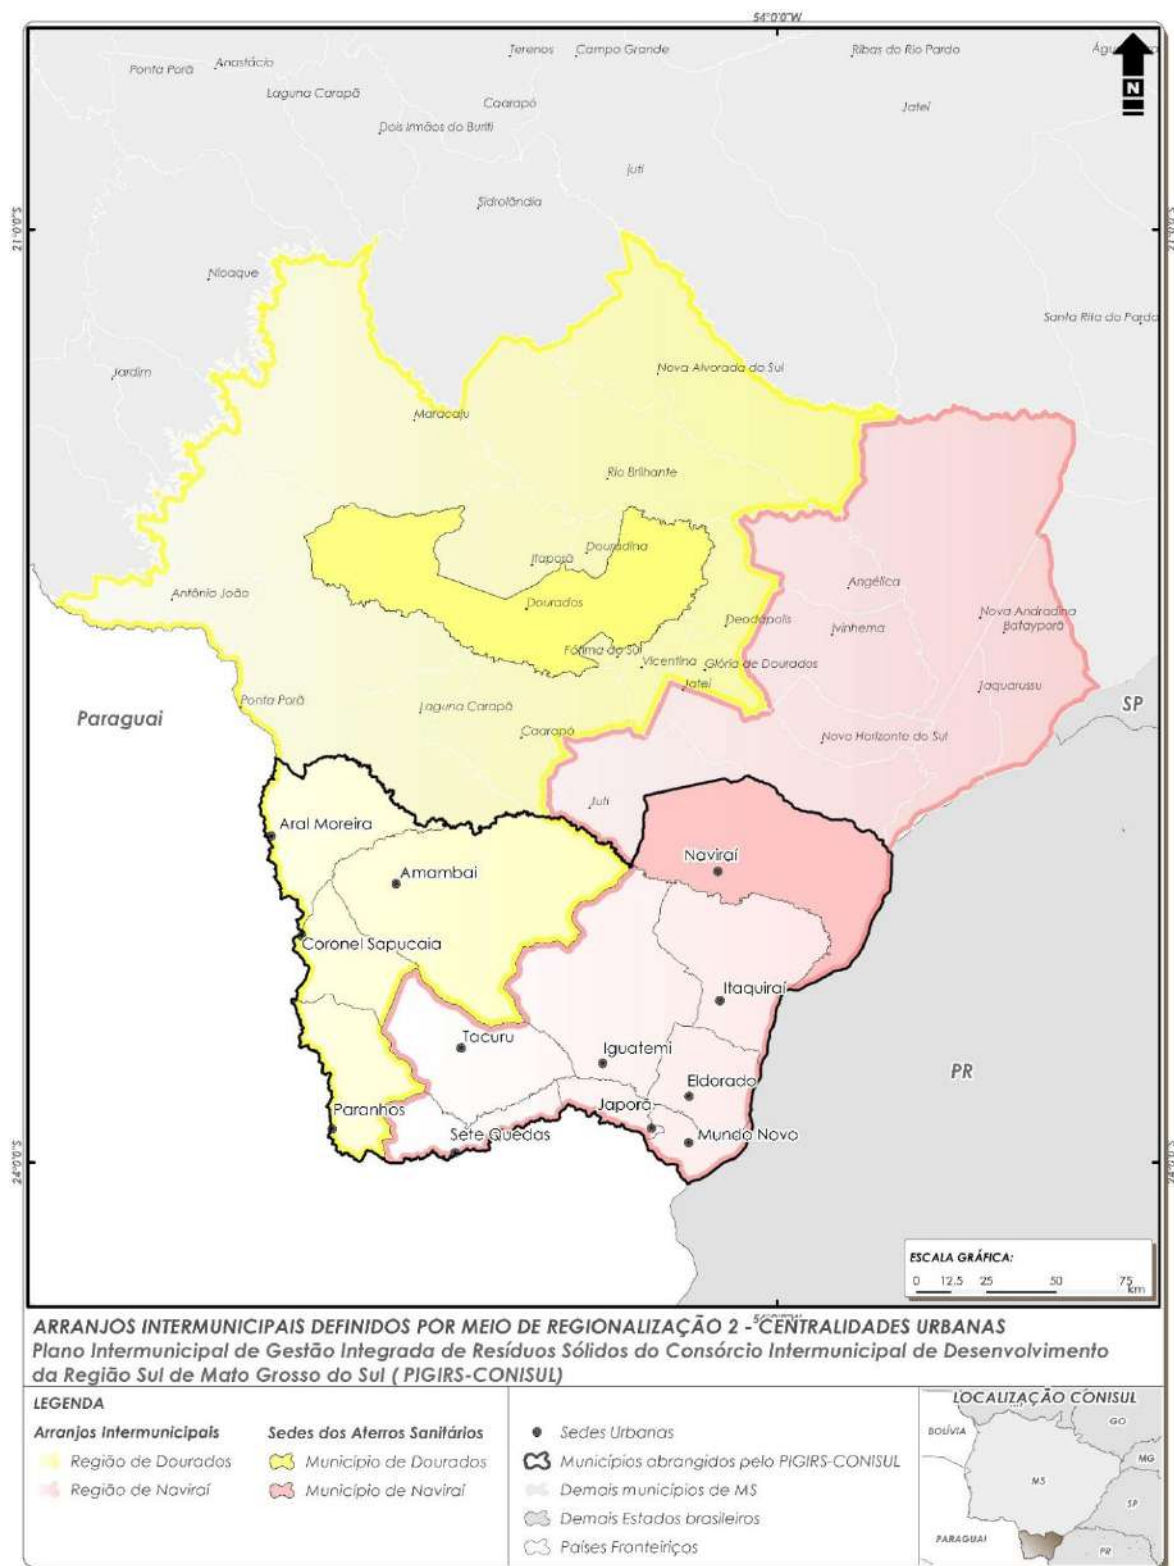 54°0'0"W
Terenos
Campo Grande
Ribas do Rio Pardo
Ponta Porã
Anastácio
Laguna Carapã
Caarapó
Jateí
N
Dois Irmãos do Buriti
juti
Sidrolândia
21°0'0"S
21°0'0"S
Nioaque
Santa Rita do Pardo
Jardim
Nova Alvorada do Sul
Maracaju
Rio Brilhante
Douradina
Itaporã
Antônio João
Dourados
Angélica
Deodápolis
Ivinhema
Nova Andradina
Batayporã
Fátima do Sul
Vicentina
Glória de Dourados
Jateí
Taquarussu
Ponta Porã
Laguna Carapã
SP
Paraguai
Caarapó
Novo Horizonte do Sul
Juti
Aral Moreira
Naviraí
Amambai
Coronel Sapucaia
Itaquiraí
Tacuru
Iguatemi
PR
Eldorado
Japorã
Paranhos
Sete Quedas
Mundo Novo
24°0'0"S
24°0'0"S
ESCALA GRÁFICA:
0 12,5 25 50 75
km
54°0'0"W
ARRANJOS INTERMUNICIPAIS DEFINIDOS POR MEIO DE REGIONALIZAÇÃO 2 - CENTRALIDADES URBANAS
Plano Intermunicipal de Gestão Integrada de Resíduos Sólidos do Consórcio Intermunicipal de Desenvolvimento
da Região Sul de Mato Grosso do Sul ( PIGIRS-CONISUL)
LEGENDA
Arranjos Intermunicipais
Região de Dourados
Região de Naviraí
Sedes dos Aterros Sanitários
Município de Dourados
Município de Naviraí
Sedes Urbanas
Municípios abrangidos pelo PIGIRS-CONISUL
Demais municípios de MS
Demais Estados brasileiros
Países Fronteiriços
LOCALIZAÇÃO CONISUL
BOLÍVIA
GO
MG
MS
SP
PARAGUAI
PR